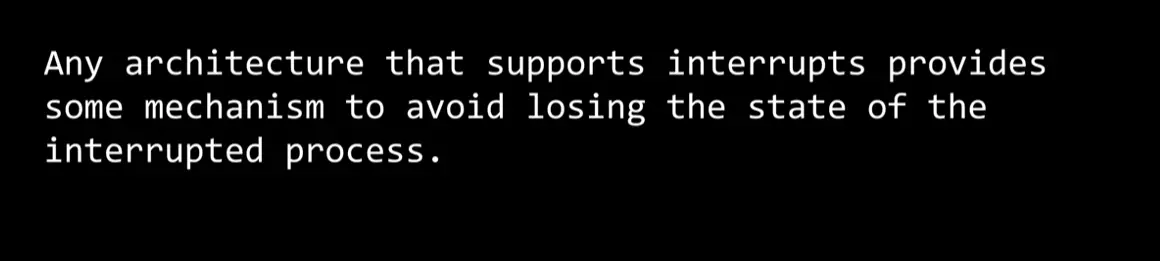 Any architecture that supports interrupts provides
some mechanism to avoid losing the state of the
interrupted process.